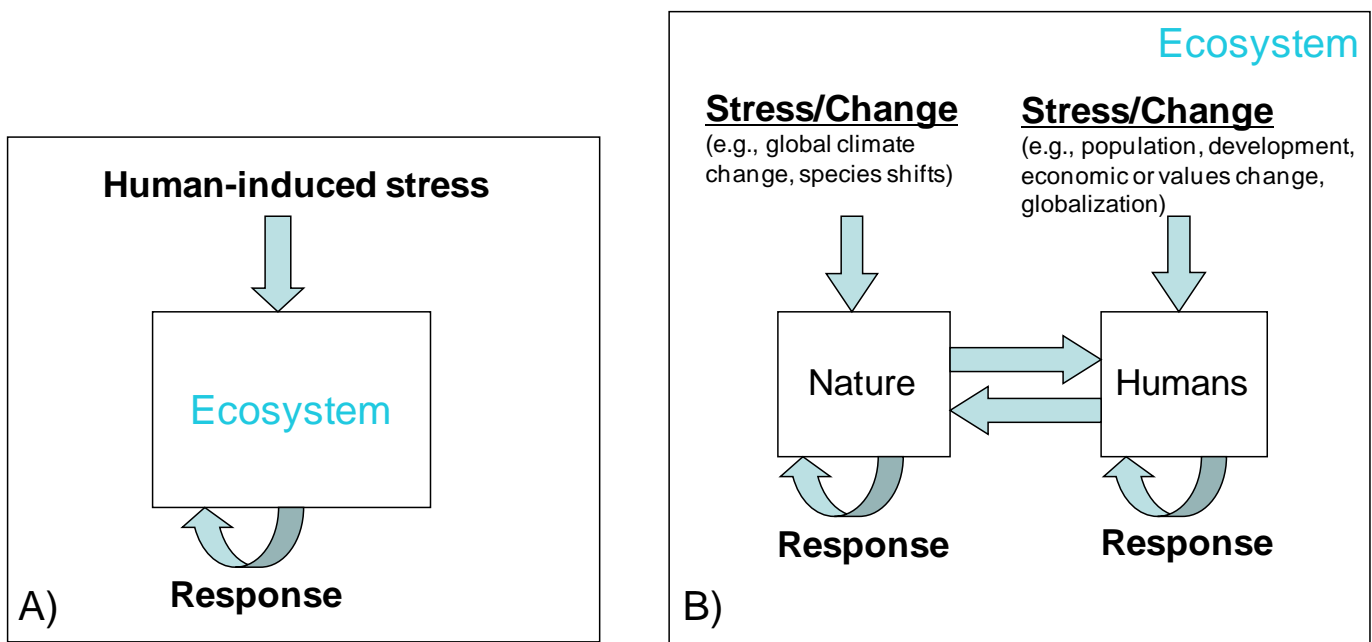 Human-induced stress
Ecosystem
Response
A)
Ecosystem
Stress/Change
(e.g., global climate
change, species shifts)
Stress/Change
(e.g., population, development,
economic or values change,
globalization)
Nature
Humans
Response
Response
B)